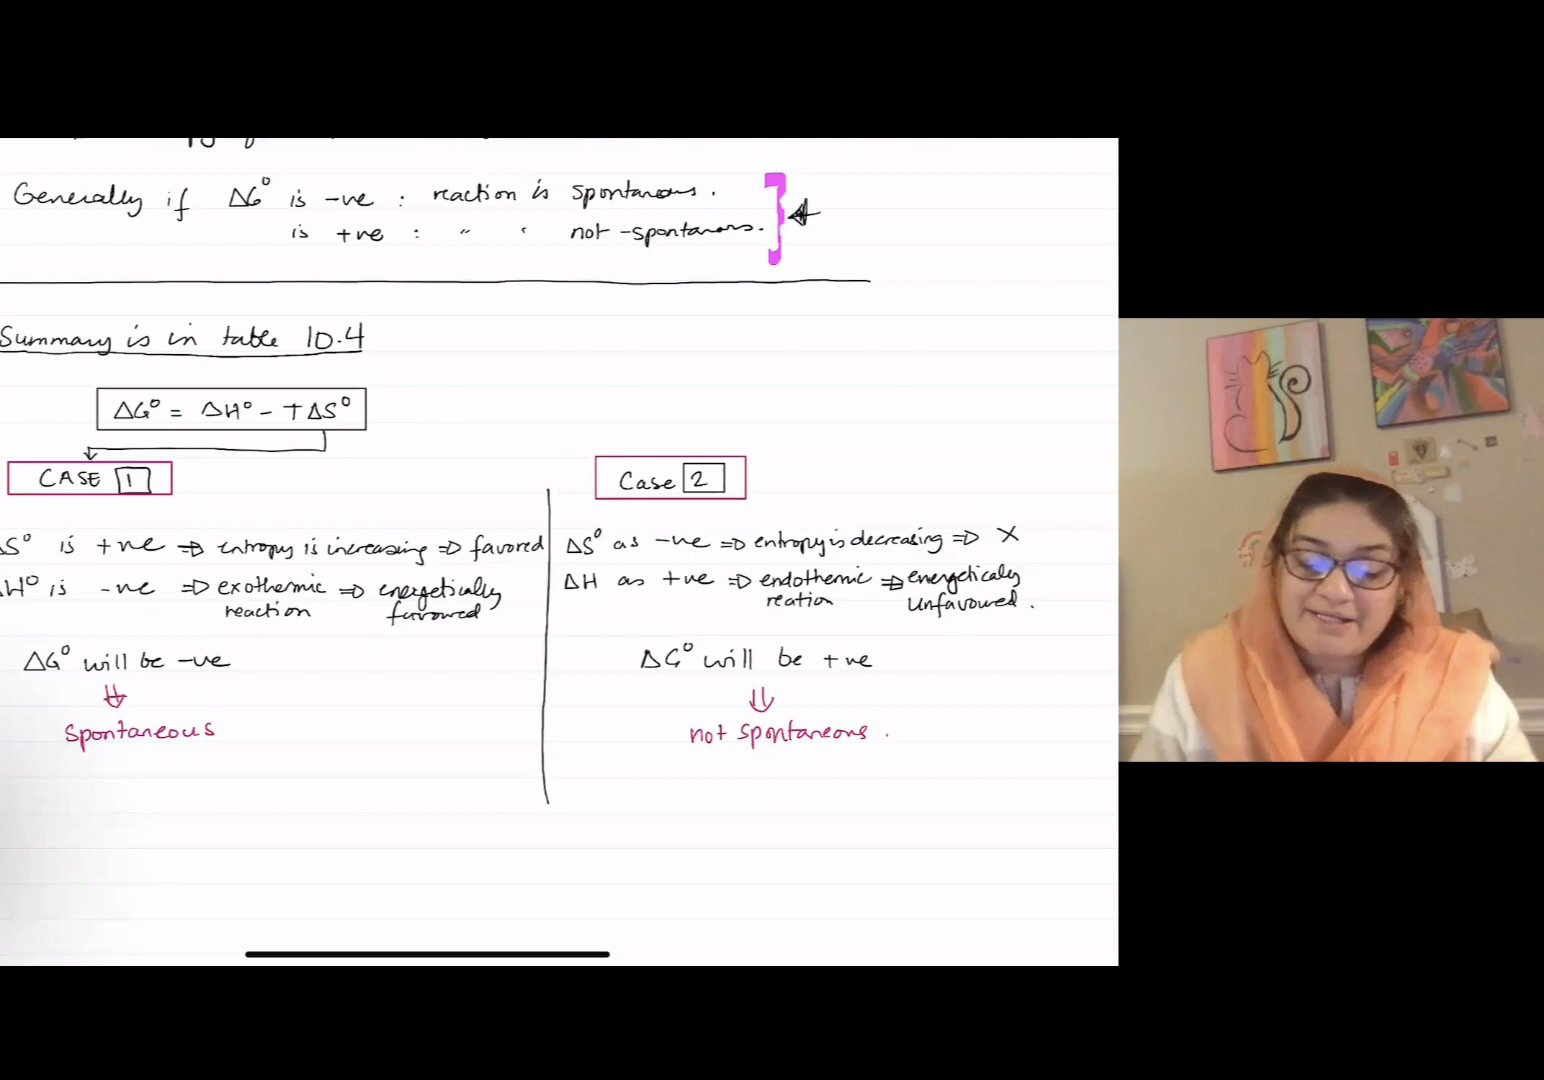 Generally if ΔG° is -ve : reaction is spontaneous.
is +ve : " " not-spontaneous.
Summary is in table 10.4
ΔG° = ΔH° - TΔS°
CASE 1
S° is +ve ⇒ entropy is increasing ⇒ favored
H° is -ve ⇒ exothermic reaction ⇒ energetically favoured
ΔG° will be -ve
⇓
Spontaneous
Case 2
ΔS° as -ve ⇒ entropy is decreasing ⇒ X
ΔH as +ve ⇒ endothemic reation ⇒ energetically unfavoured.
ΔG° will be +ve
⇓
not spontaneous.